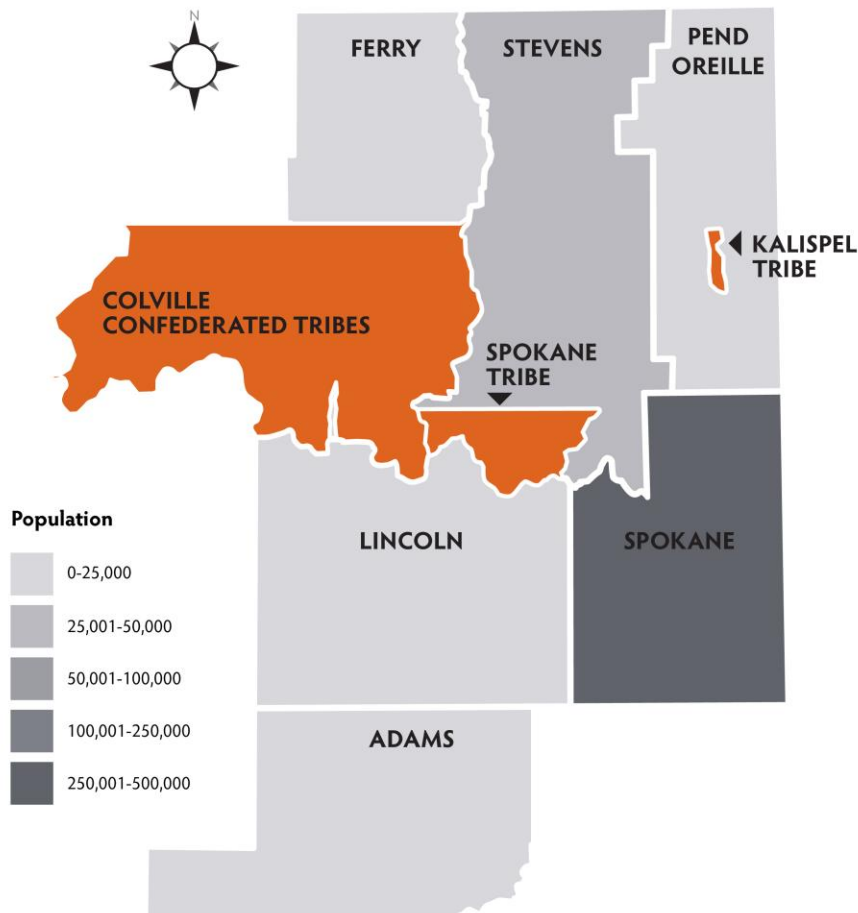 N
FERRY
STEVENS
PEND
OREILLE
KALISPEL
TRIBE
COLVILLE
CONFEDERATED TRIBES
SPOKANE
TRIBE
LINCOLN
SPOKANE
ADAMS
Population
0-25,000
25,001-50,000
50,001-100,000
100,001-250,000
250,001-500,000